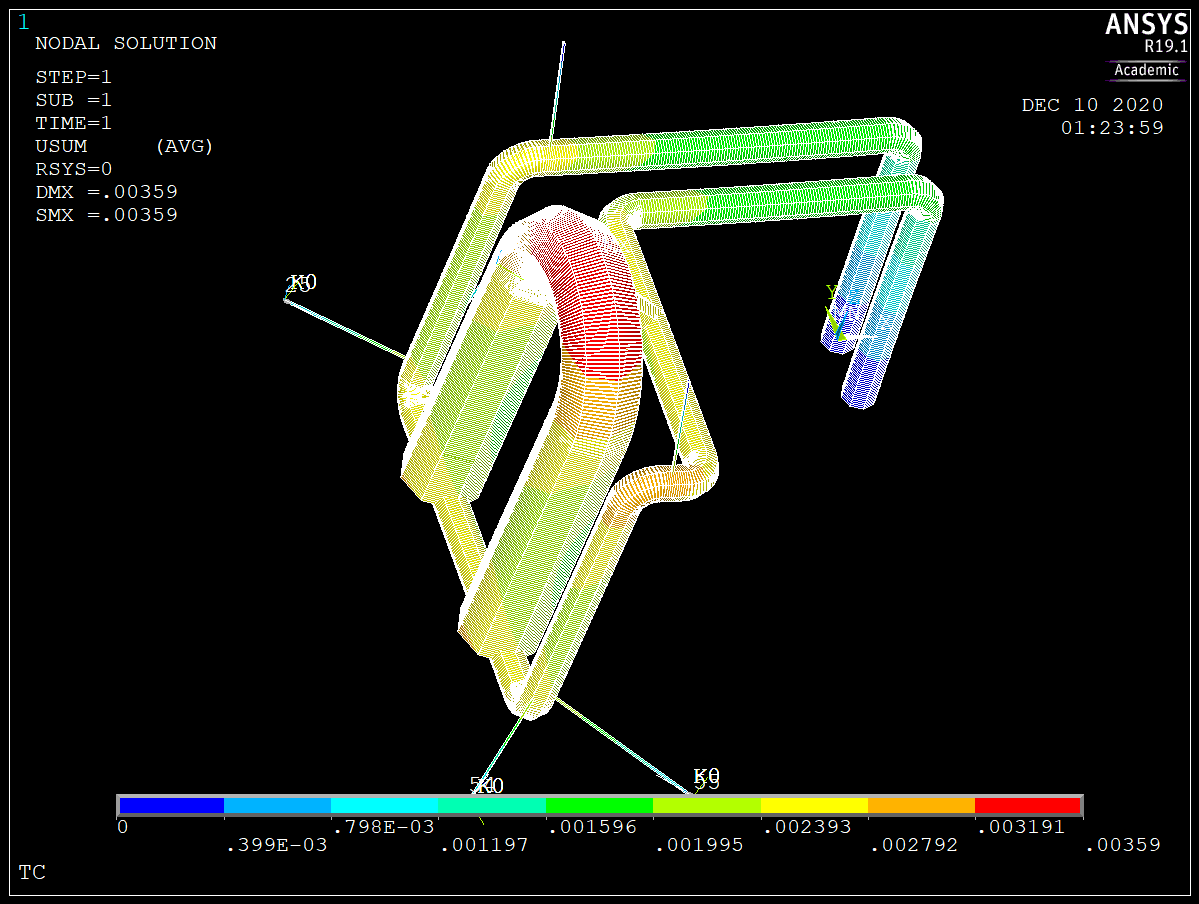 1
NODAL SOLUTION
STEP=1
SUB =1
TIME=1
USUM (AVG)
RSYS=0
DMX =.00359
SMX =.00359
ANSYS
R19.1
Academic
DEC 10 2020
01:23:59
K0
Y
K0
K0
0
.399E-03
.798E-03
.001197
.001596
.001995
.002393
.002792
.003191
.00359
TC